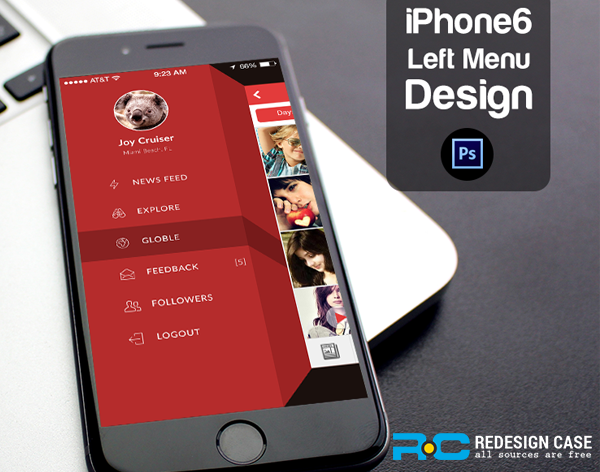 iPhone6
Left Menu
Design
Ps
AT&T 9:23 AM 66%
Joy Cruiser
Miami Beach, FL
NEWS FEED
EXPLORE
GLOBLE
FEEDBACK [5]
FOLLOWERS
LOGOUT
Day
RC REDESIGN CASE
all sources are free